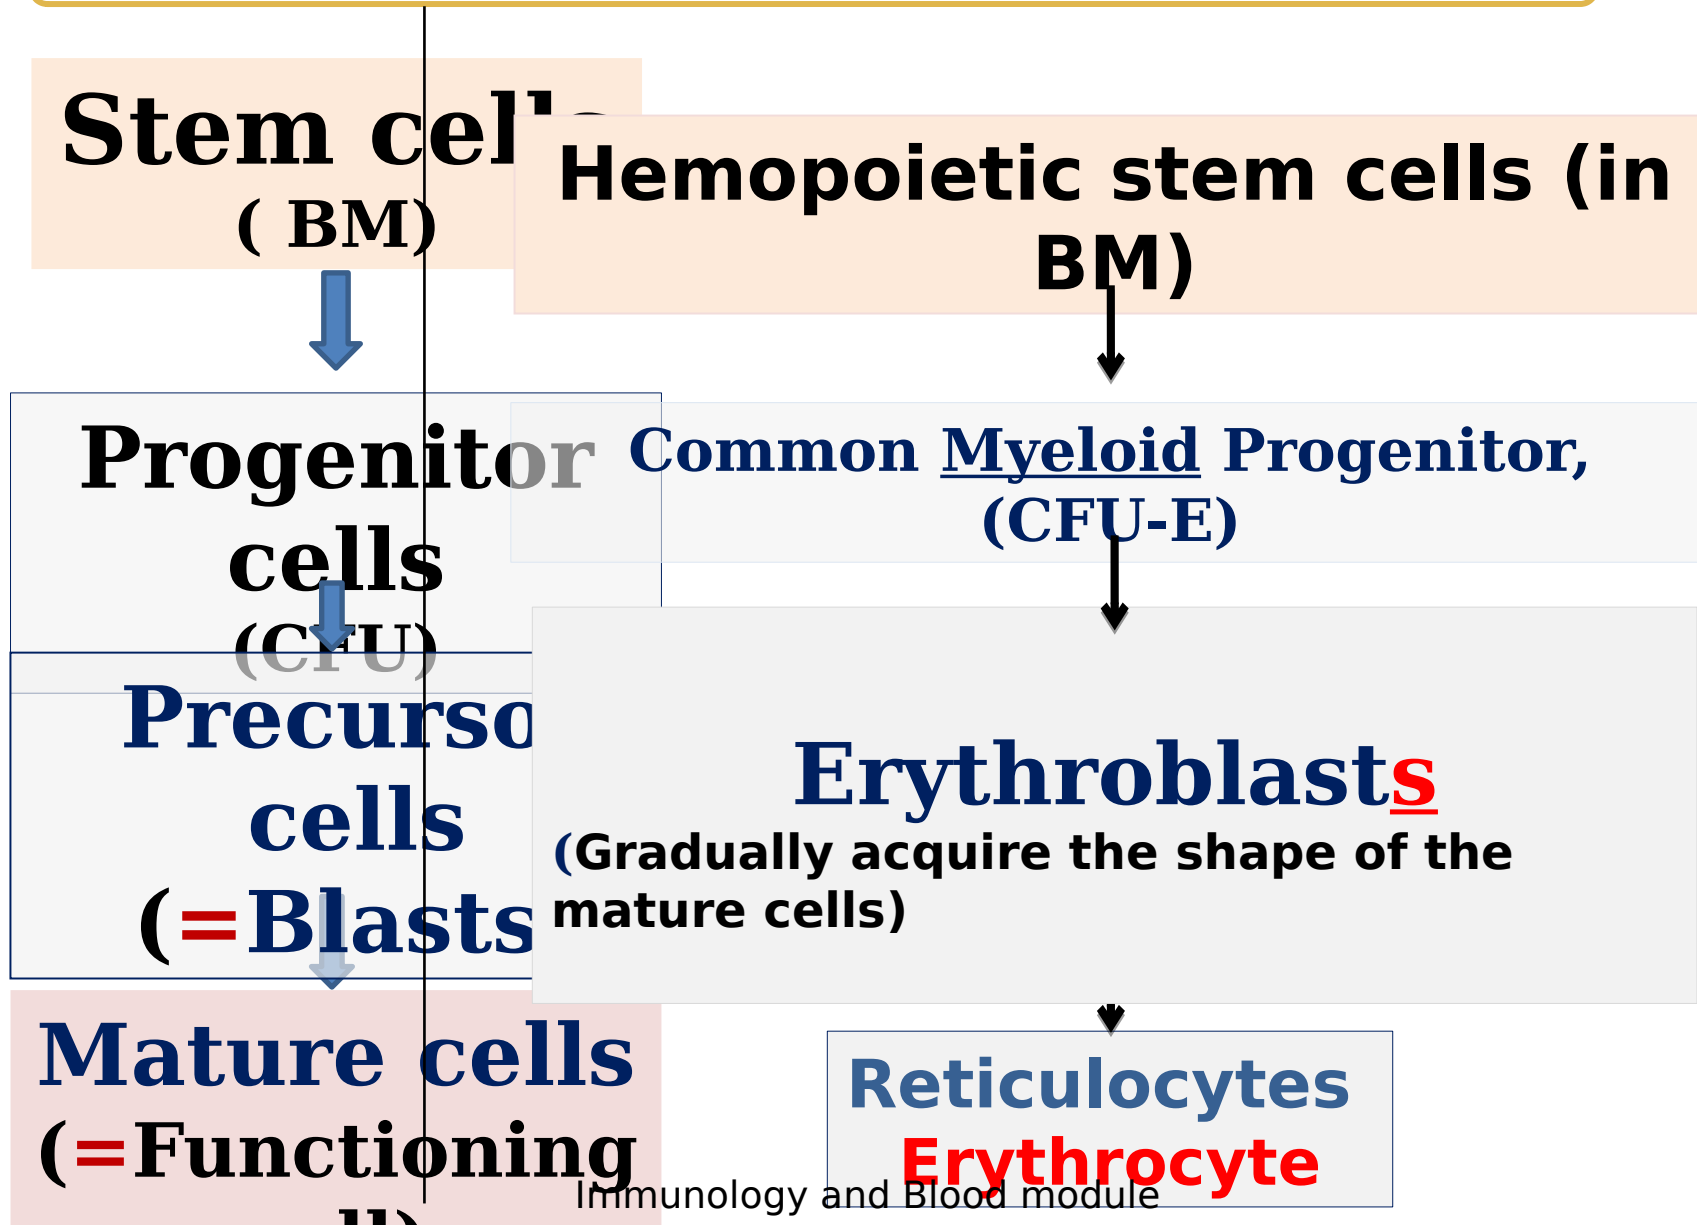 Stem cells
( BM)
Hemopoietic stem cells (in
BM)
Progenitor
cells
(CFU)
Common Myeloid Progenitor,
(CFU-E)
Precurso
cells
(=Blasts
Erythroblasts
(Gradually acquire the shape of the
mature cells)
Mature cells
(=Functioning
ll)
Reticulocytes
Erythrocyte
Immunology and Blood module